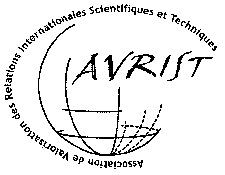 Association de Valorisation des Relations Internationales Scientifiques et Techniques
AVRIST